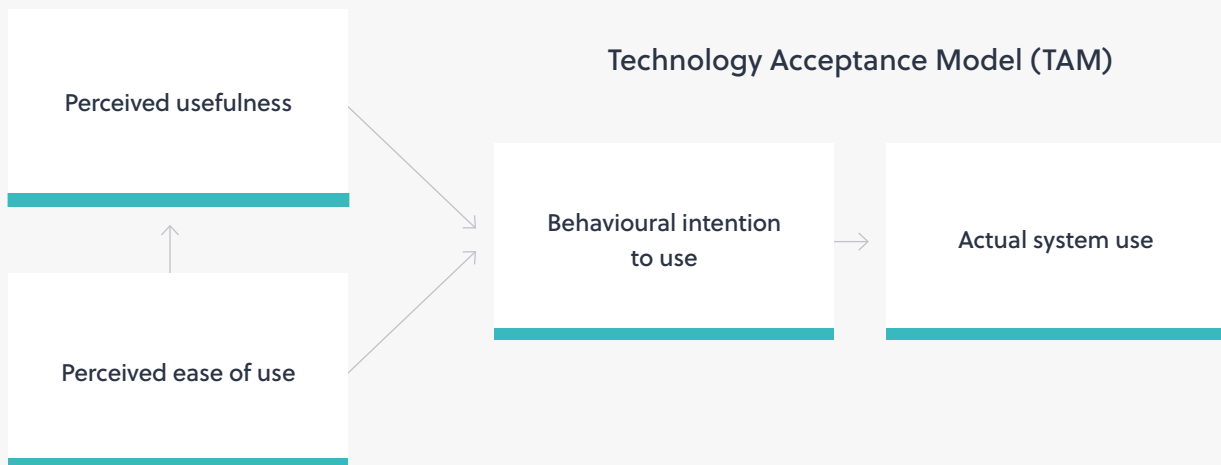 Technology Acceptance Model (TAM)
Perceived usefulness
Perceived ease of use
Behavioural intention
to use
Actual system use